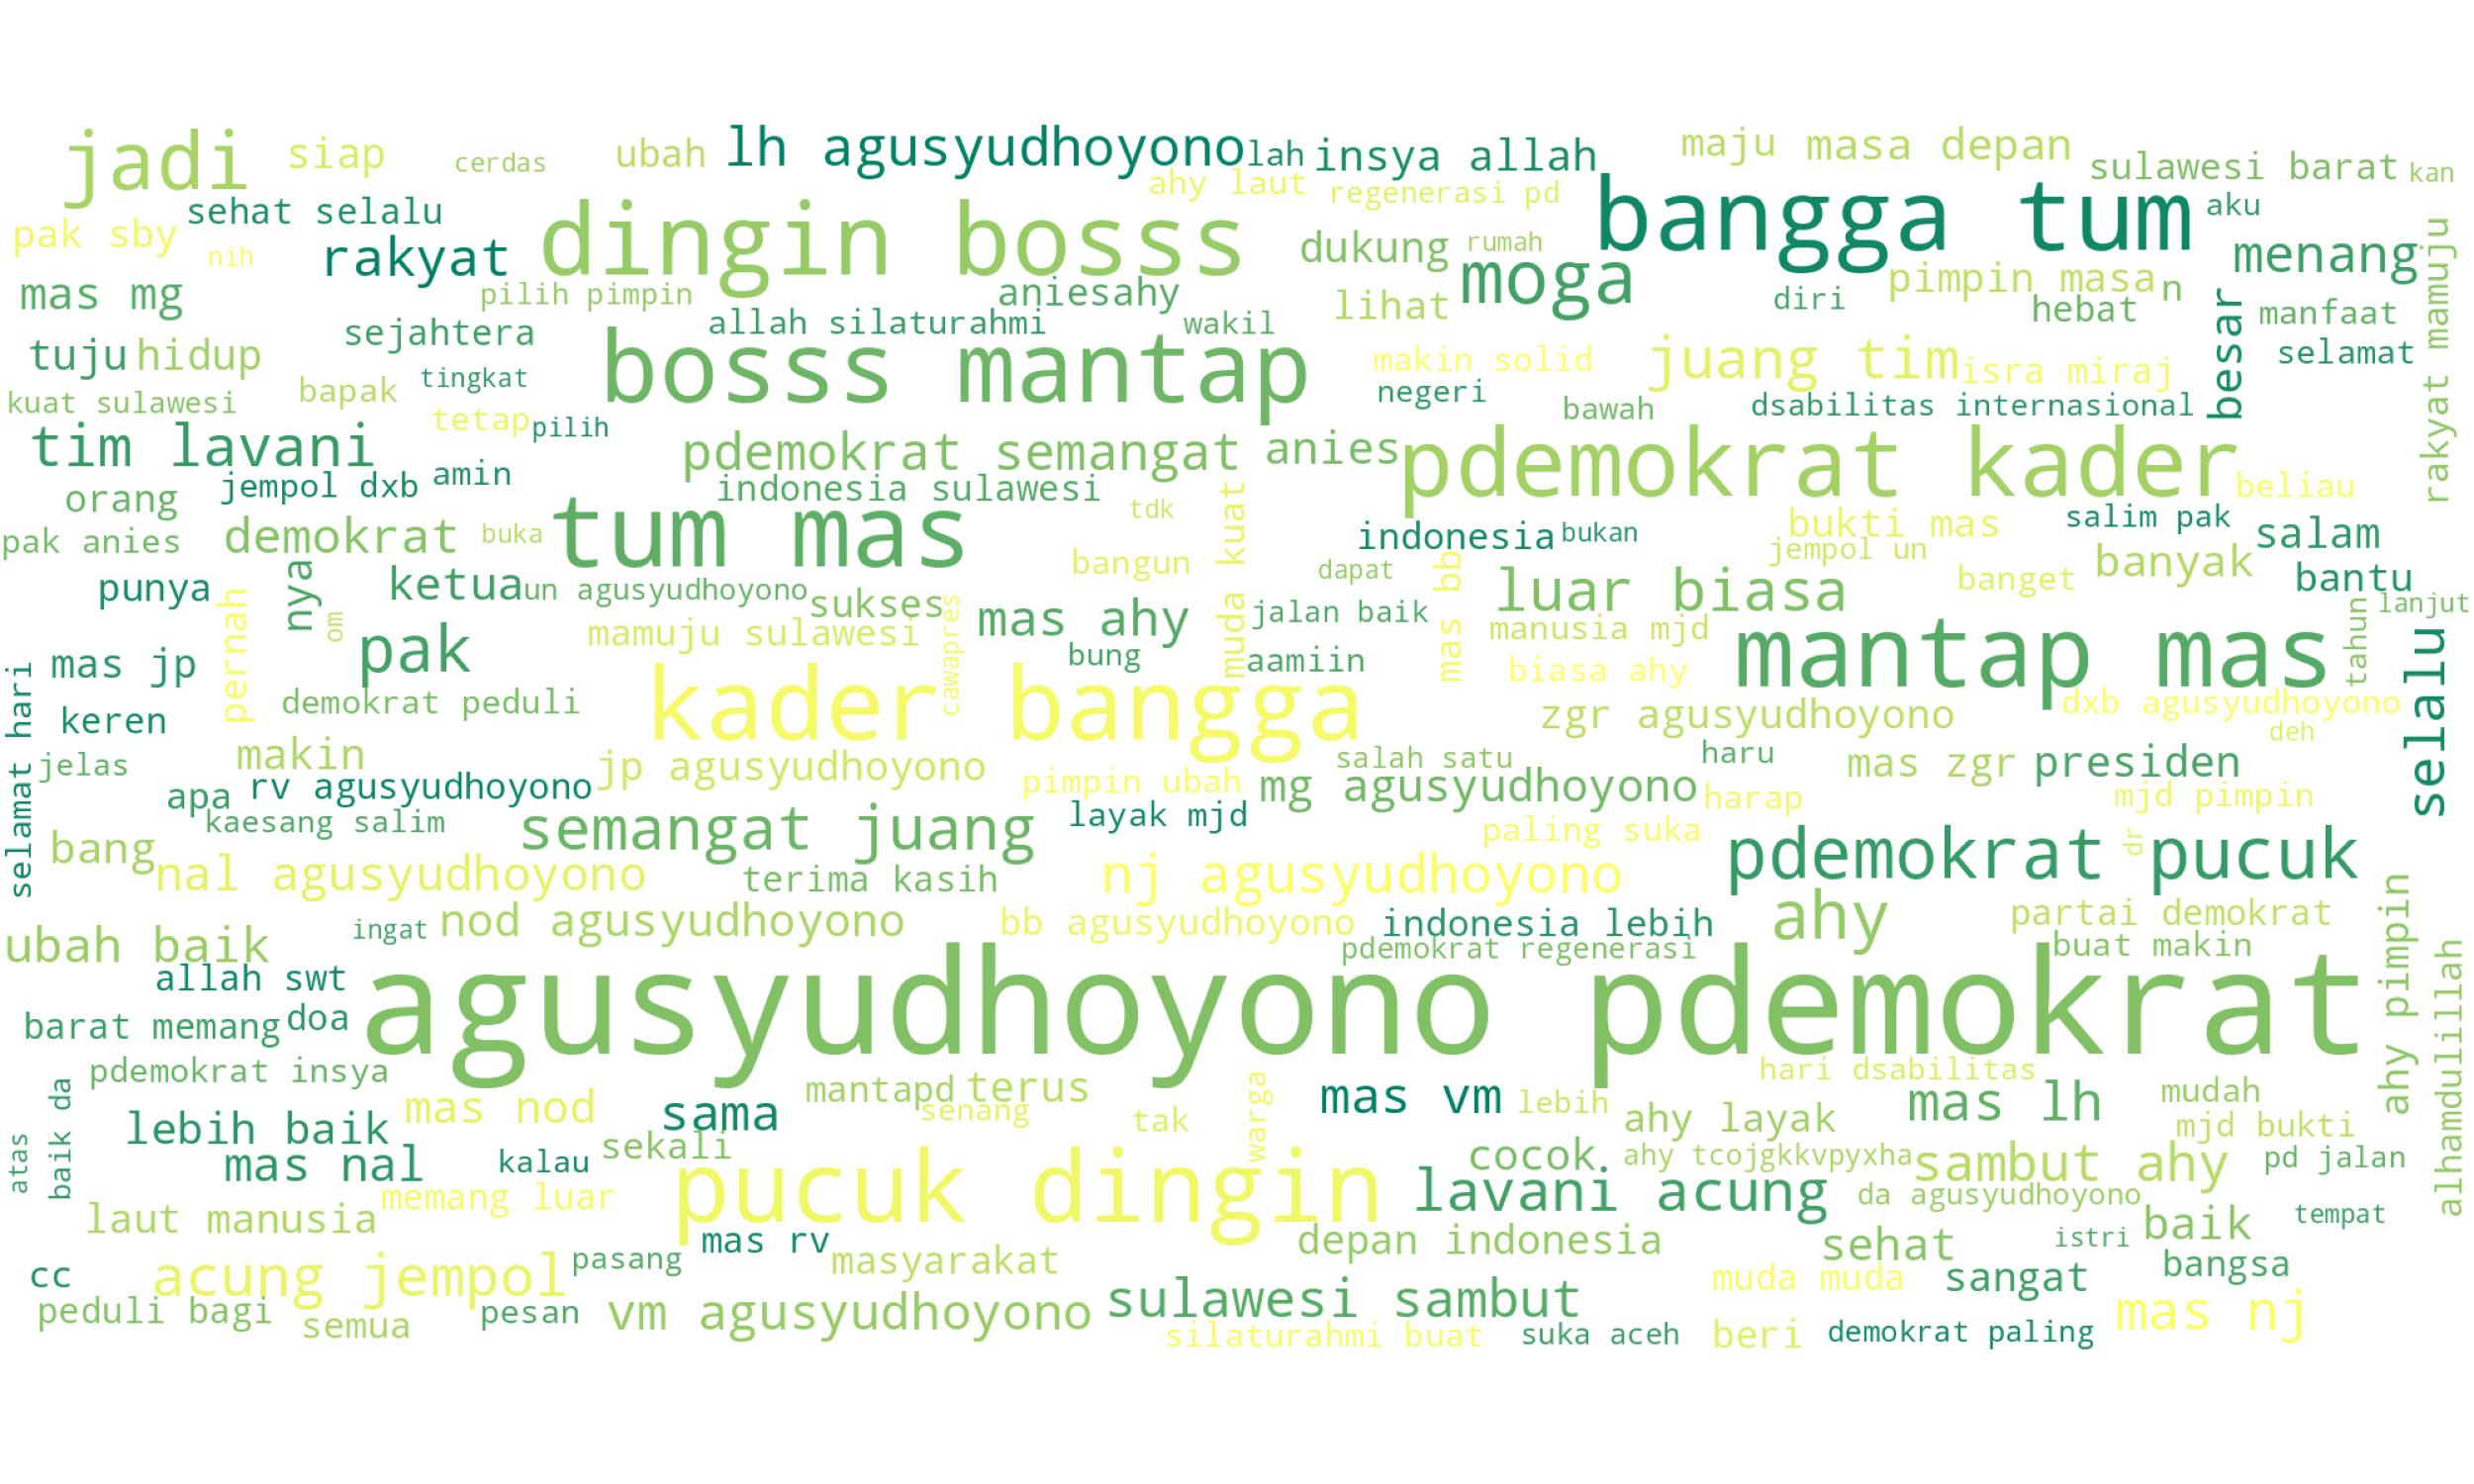 jadi
siap
cerdas
ubah
lh agusyudhoyono
lah
insya allah
maju
masa depan
sulawesi barat
kan
ahy laut
regenerasi pd
pak sby
sehat selalu
nih
rakyat
dingin bosss
dukung
rumah
bangga tum
aku
menang
mas mg
pilih pimpin
aniesahy
lihat
moga
diri
pimpin masa
n
hebat
besar
manfaat
rakyat mamuju
tuju
hidup
sejahtera
allah silaturahmi
wakil
bosss mantap
makin solid
juang tim
isra miraj
selamat
kuat sulawesi
bapak
tingkat
tetap
pilih
negeri
bawah
dsabilitas internasional
tim lavani
jempol dxb
amin
pdemokrat semangat
anies
pdemokrat kader
beliau
orang
indonesia sulawesi
tdk
muda kuat
pak anies
demokrat
buka
tum mas
bangun
indonesia
bukan
bukti mas
jempol un
salim pak
salam
punya
nya
om
pernah
ketua
un agusyudhoyono
sukses
cawapres
mas ahy
dapat
mas bb
luar biasa
banget
banyak
bantu
lanjut
tahun
selalu
mas jp
pak
mamuju sulawesi
bung
jalan baik
aamiin
manusia mjd
biasa ahy
mantap mas
selamat hari
keren
demokrat peduli
kader bangga
zgr agusyudhoyono
dxb agusyudhoyono
deh
jelas
makin
jp agusyudhoyono
pimpin ubah
salah satu
haru
mas zgr
presiden
apa
rv agusyudhoyono
kaesang salim
semangat juang
layak mjd
mg agusyudhoyono
harap
mjd pimpin
bang
nal agusyudhoyono
terima kasih
nj agusyudhoyono
paling suka
pdemokrat
dr
pucuk
ubah baik
ingat
nod agusyudhoyono
bb agusyudhoyono
indonesia lebih
ahy
partai demokrat
pdemokrat regenerasi
buat makin
ahy pimpin
alhamdulillah
allah swt
barat memang
doa
agusyudhoyono pdemokrat
pdemokrat insya
hari dsabilitas
baik da
atas
mas nod
sama
mantapd
terus
senang
tak
warga
mas vm
lebih
ahy layak
mas lh
mudah
mjd bukti
lebih baik
mas nal
kalau
sekali
pucuk dingin
cocok.
ahy tcojgkkvpyxha
sambut ahy
pd jalan
laut manusia
memang luar
lavani acung
da agusyudhoyono
baik
tempat
mas rv
depan indonesia
sehat
istri
cc
acung jempol
pasang
masyarakat
muda muda
sangat
bangsa
peduli bagi
semua
pesan
vm agusyudhoyono
sulawesi sambut
silaturahmi buat
suka aceh
beri
demokrat paling
mas nj